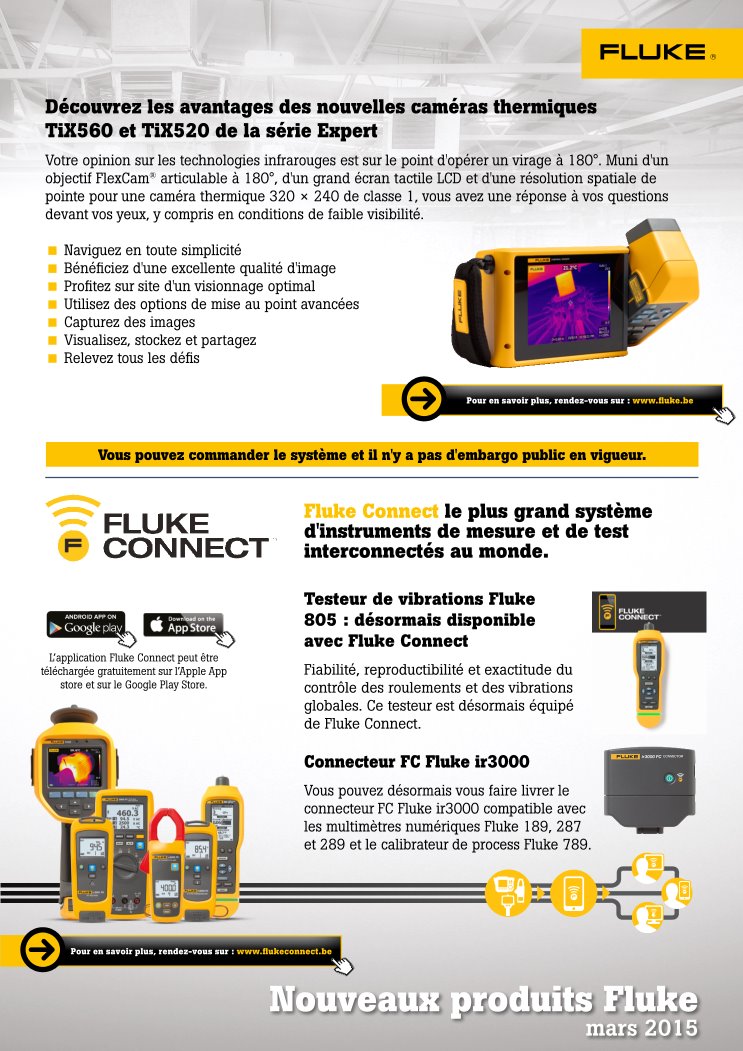 FLUKE ®
Découvrez les avantages des nouvelles caméras thermiques
TiX560 et TiX520 de la série Expert
Votre opinion sur les technologies infrarouges est sur le point d'opérer un virage à 180°. Muni d'un
objectif FlexCam® articulable à 180°, d'un grand écran tactile LCD et d'une résolution spatiale de
pointe pour une caméra thermique 320 × 240 de classe 1, vous avez une réponse à vos questions
devant vos yeux, y compris en conditions de faible visibilité.
Naviguez en toute simplicité
Bénéficiez d'une excellente qualité d'image
Profitez sur site d'un visionnage optimal
Utilisez des options de mise au point avancées
Capturez des images
Visualisez, stockez et partagez
Relevez tous les défis
FLUKE
FLUKE
21.2°C
Pour en savoir plus, rendez-vous sur : www.fluke.be
Vous pouvez commander le système et il n'y a pas d'embargo public en vigueur.
F FLUKE
CONNECT
Fluke Connect le plus grand système
d'instruments de mesure et de test
interconnectés au monde.
ANDROID APP ON
Google play
Download on the
App Store
L'application Fluke Connect peut être
téléchargée gratuitement sur l'Apple App
store et sur le Google Play Store.
Testeur de vibrations Fluke
805 : désormais disponible
avec Fluke Connect
Fiabilité, reproductibilité et exactitude du
contrôle des roulements et des vibrations
globales. Ce testeur est désormais équipé
de Fluke Connect.
FLUKE
CONNECT
Connecteur FC Fluke ir3000
Vous pouvez désormais vous faire livrer le
connecteur FC Fluke ir3000 compatible avec
les multimètres numériques Fluke 189, 287
et 289 et le calibrateur de process Fluke 789.
FLUKE ir3000 FC CONNECTOR
FLUKE
460.3
945
85.4
400.0
Pour en savoir plus, rendez-vous sur : www.flukeconnect.be
Nouveaux produits Fluke
mars 2015